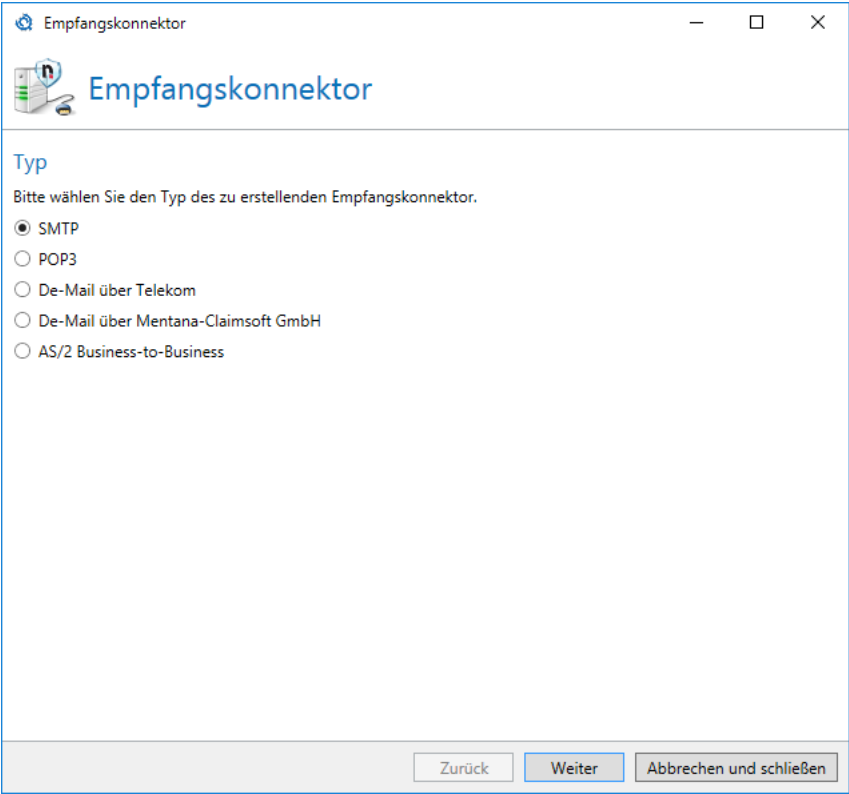 Empfangskonnektor
n
Empfangskonnektor
Typ
Bitte wählen Sie den Typ des zu erstellenden Empfangskonnektor.
SMTP
POP3
De-Mail über Telekom
De-Mail über Mentana-Claimsoft GmbH
AS/2 Business-to-Business
Zurück Weiter Abbrechen und schließen